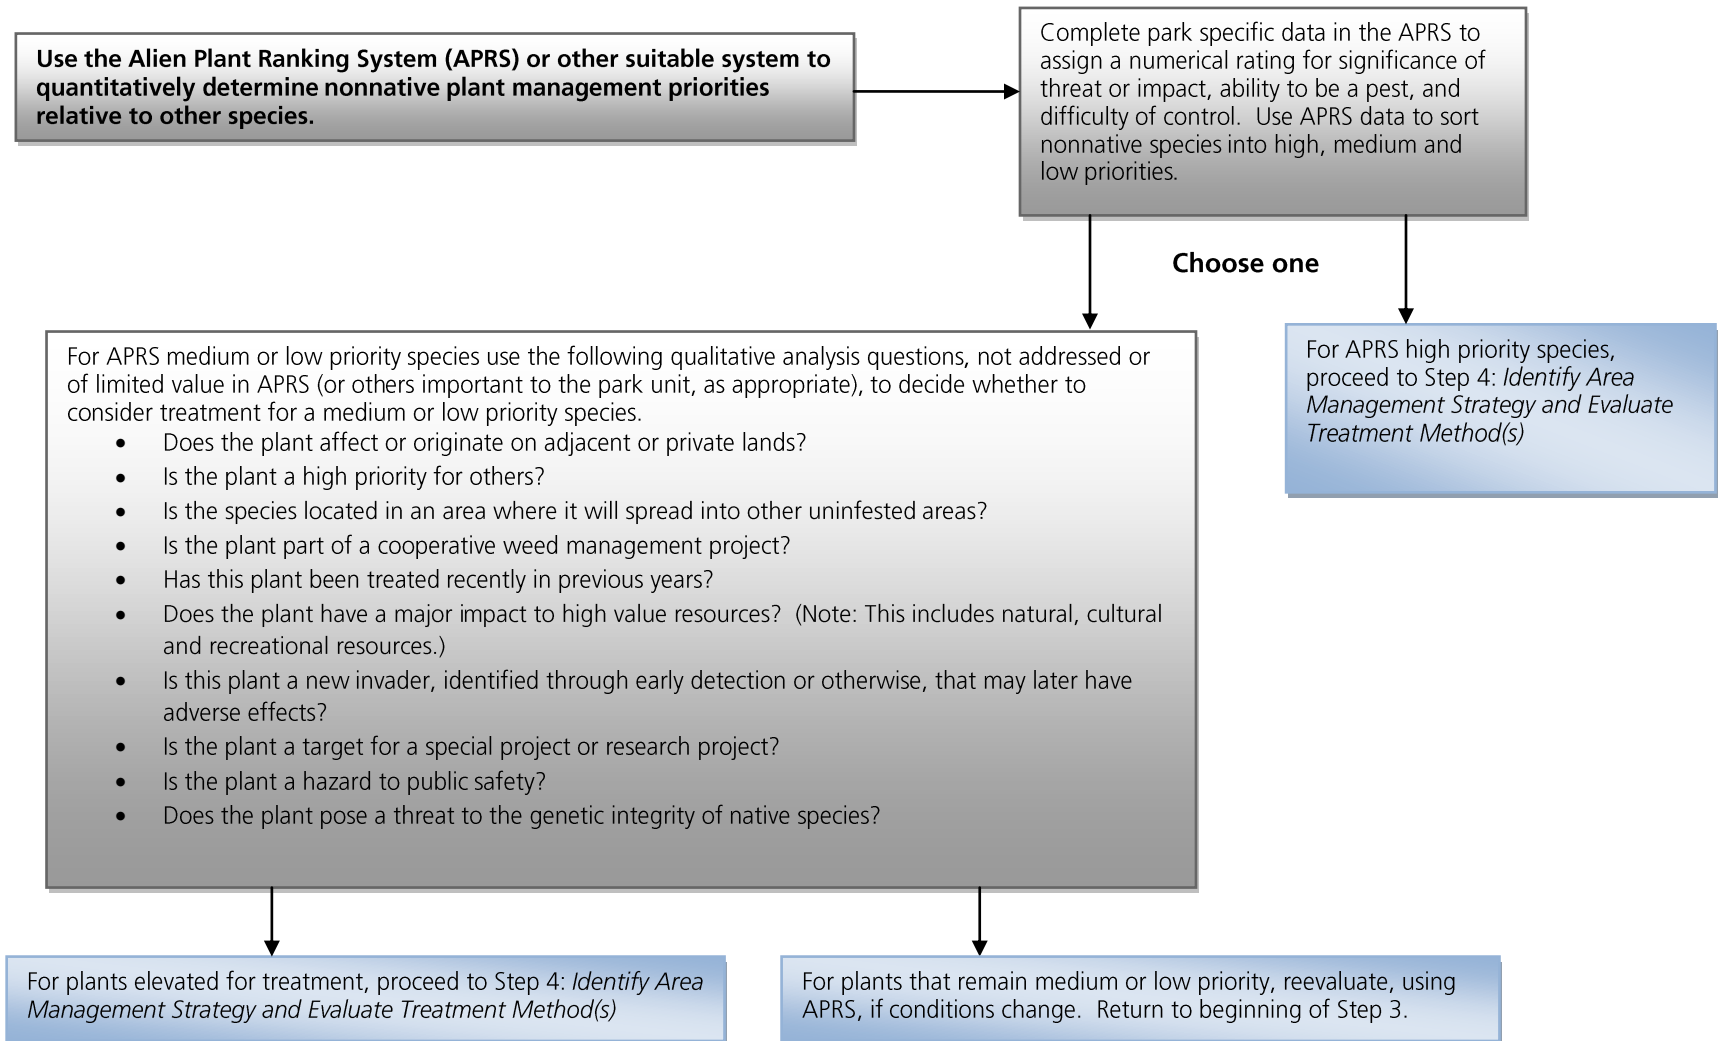 Use the Alien Plant Ranking System (APRS) or other suitable system to
quantitatively determine nonnative plant management priorities
relative to other species.
Complete park specific data in the APRS to
assign a numerical rating for significance of
threat or impact, ability to be a pest, and
difficulty of control.  Use APRS data to sort
nonnative species into high, medium and
low priorities.
Choose one
For APRS medium or low priority species use the following qualitative analysis questions, not addressed or
of limited value in APRS (or others important to the park unit, as appropriate), to decide whether to
consider treatment for a medium or low priority species.
• Does the plant affect or originate on adjacent or private lands?
• Is the plant a high priority for others?
• Is the species located in an area where it will spread into other uninfested areas?
• Is the plant part of a cooperative weed management project?
• Has this plant been treated recently in previous years?
• Does the plant have a major impact to high value resources?  (Note: This includes natural, cultural
and recreational resources.)
• Is this plant a new invader, identified through early detection or otherwise, that may later have
adverse effects?
• Is the plant a target for a special project or research project?
• Is the plant a hazard to public safety?
• Does the plant pose a threat to the genetic integrity of native species?
For APRS high priority species,
proceed to Step 4: Identify Area
Management Strategy and Evaluate
Treatment Method(s)
For plants elevated for treatment, proceed to Step 4: Identify Area
Management Strategy and Evaluate Treatment Method(s)
For plants that remain medium or low priority, reevaluate, using
APRS, if conditions change.  Return to beginning of Step 3.